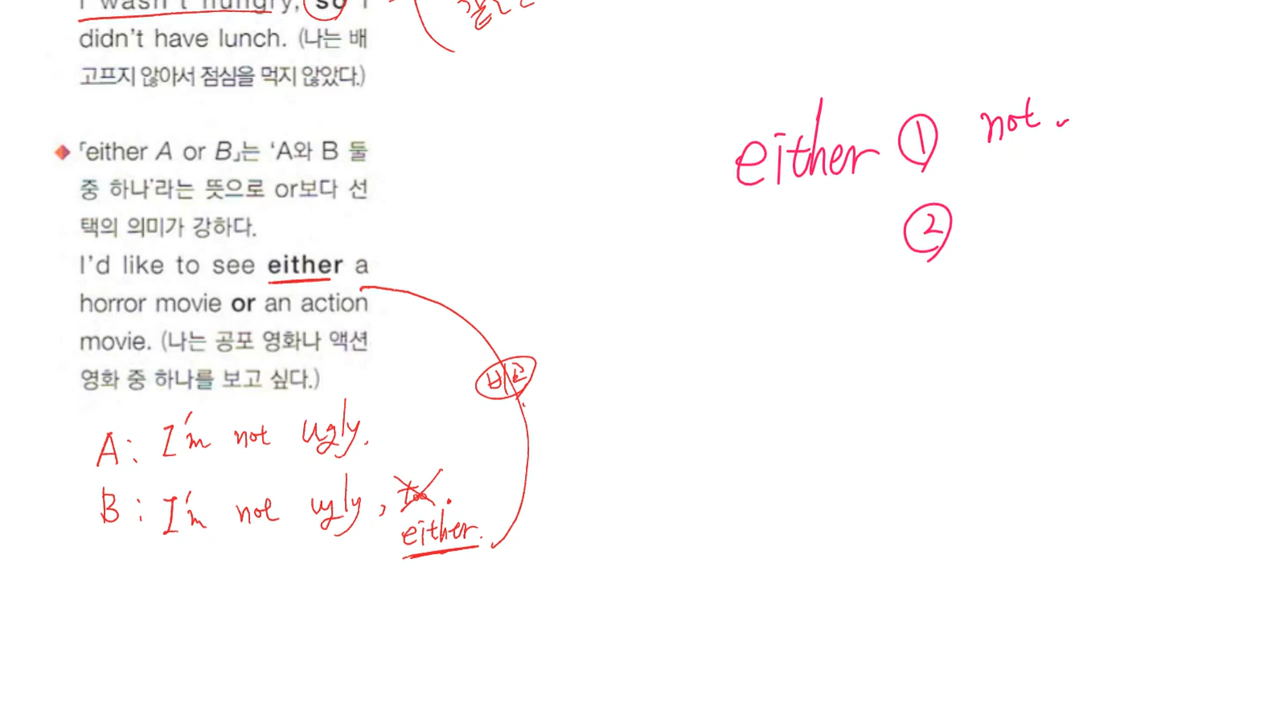 I wasn't hungry, so I
didn't have lunch. (나는 배
고프지 않아서 점심을 먹지 않았다.)
「either A or B」는 'A와 B 둘
중 하나'라는 뜻으로 or보다 선
택의 의미가 강하다.
I'd like to see either a
horror movie or an action
movie. (나는 공포 영화나 액션
영화 중 하나를 보고 싶다.)
비교
A: I'm not ugly.
B: I'm not ugly, too.
either.
either ① not.
②